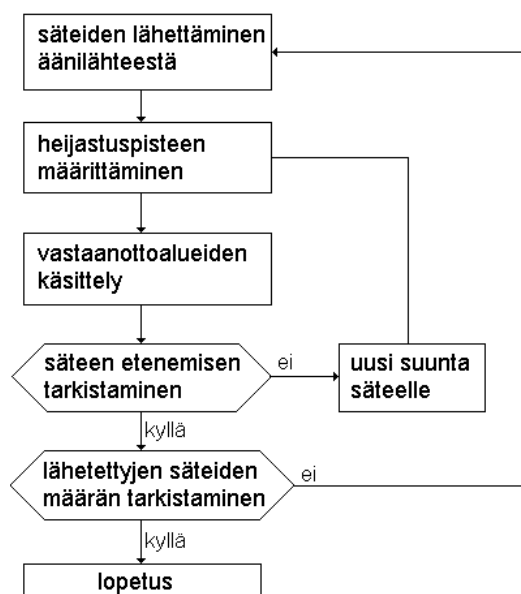 säteiden lähettäminen
äänilähteestä
heijastuspisteen
määrittäminen
vastaanottoalueiden
käsittely
säteen etenemisen
tarkistaminen
ei
uusi suunta
säteelle
kyllä
lähetettyjen säteiden
määrän tarkistaminen
ei
kyllä
lopetus